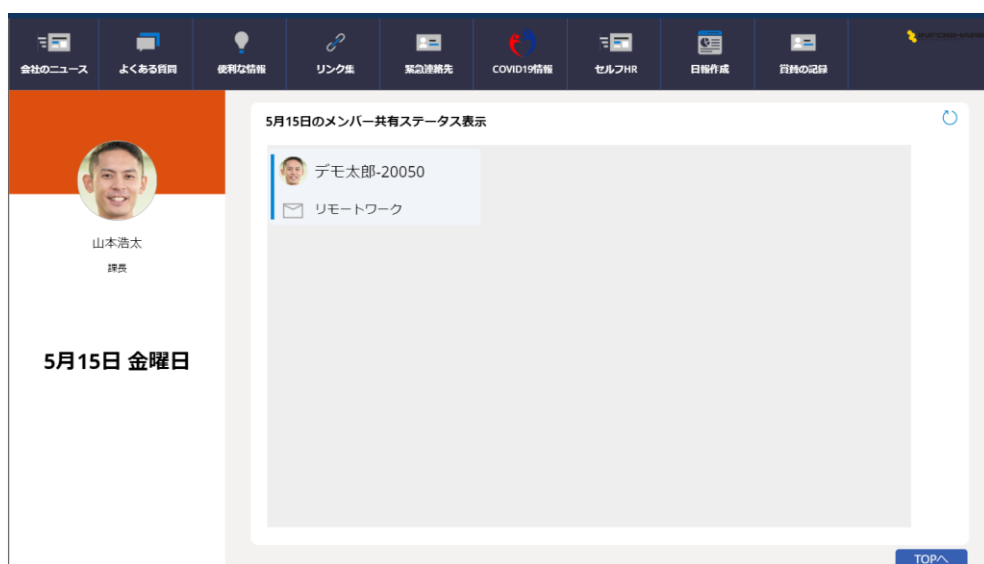 会社のニュース
よくある質問
便利な情報
リンク集
緊急連絡先
COVID19情報
セルフHR
日報作成
賞賛の記録
INFOSHARE
5月15日のメンバー共有ステータス表示
デモ太郎-20050
リモートワーク
山本浩太
課長
5月15日 金曜日
TOPへ